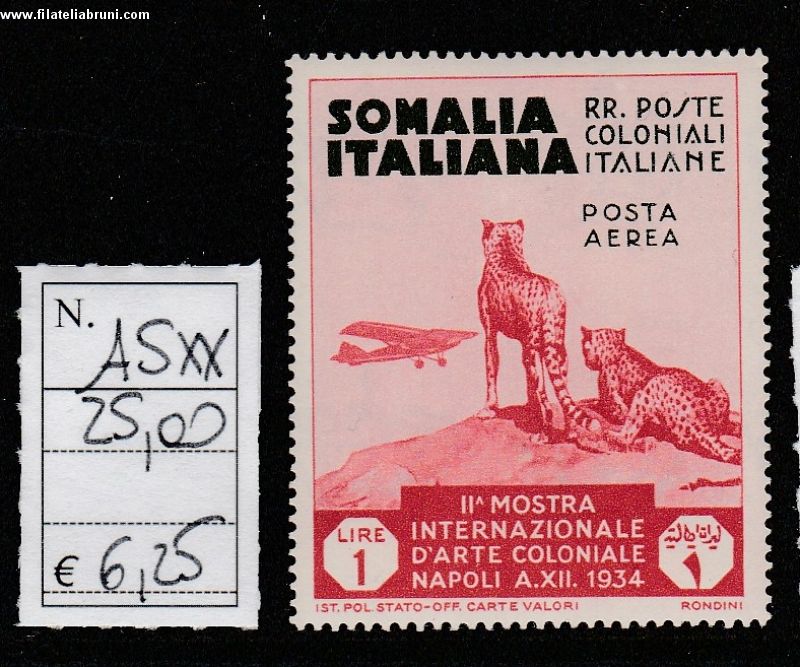 www.filateliabruni.com
SOMALIA ITALIANA
RR. POSTE
COLONIALI
ITALIANE
POSTA
AEREA
N.
ASXX
25,00
€ 6,25
IIA MOSTRA
INTERNAZIONALE
D'ARTE COLONIALE
NAPOLI A.XII. 1934
LIRE
1
١
IST. POL. STATO-OFF. CARTE VALORI
RONDINI